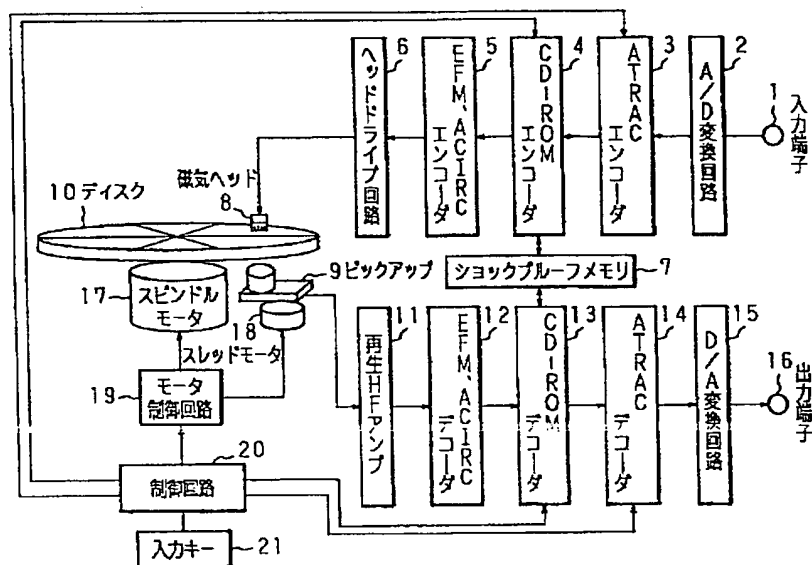 6
ヘッドドライブ回路
5
EFM、ACIRC
エンコーダ
4
CD-ROM
エンコーダ
3
ATRAC
エンコーダ
2
A/D変換回路
1
入力端子
磁気ヘッド
8
10ディスク
17
スピンドル
モータ
9ピックアップ
18
スレッドモータ
ショックプルーフメモリ
7
19
モータ
制御回路
11
再生HFアンプ
12
EFM、ACIRC
デコーダ
13
CD-ROM
デコーダ
14
ATRAC
デコーダ
15
D/A変換回路
16
出力端子
20
制御回路
入力キー
21